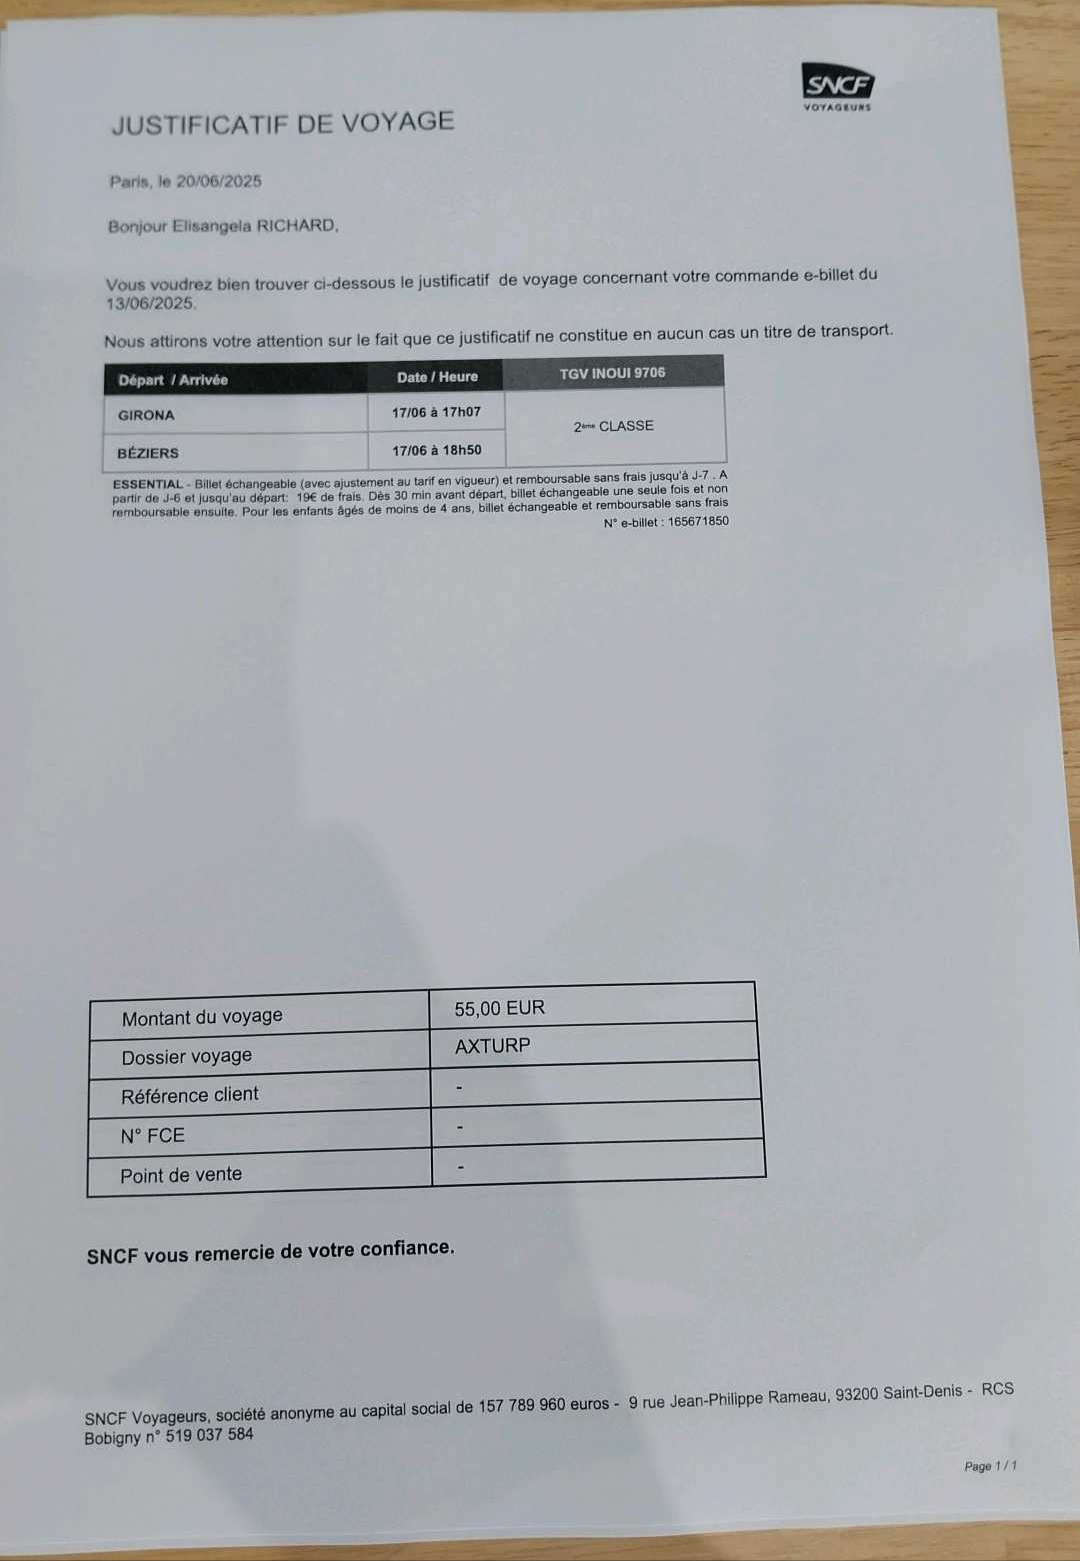 SNCF
VOYAGEURS
JUSTIFICATIF DE VOYAGE
Paris, le 20/06/2025
Bonjour Elisangela RICHARD,
Vous voudrez bien trouver ci-dessous le justificatif de voyage concernant votre commande e-billet du
13/06/2025.
Nous attirons votre attention sur le fait que ce justificatif ne constitue en aucun cas un titre de transport.
Départ / Arrivée Date / Heure TGV INOUI 9706
GIRONA 17/06 à 17h07
2ème CLASSE
BÉZIERS 17/06 à 18h50
ESSENTIAL - Billet échangeable (avec ajustement au tarif en vigueur) et remboursable sans frais jusqu'à J-7 . A
partir de J-6 et jusqu'au départ: 19€ de frais. Dès 30 min avant départ, billet échangeable une seule fois et non
remboursable ensuite. Pour les enfants âgés de moins de 4 ans, billet échangeable et remboursable sans frais
N° e-billet : 165671850
Montant du voyage 55,00 EUR
Dossier voyage AXTURP
Référence client -
N° FCE -
Point de vente -
SNCF vous remercie de votre confiance.
SNCF Voyageurs, société anonyme au capital social de 157 789 960 euros - 9 rue Jean-Philippe Rameau, 93200 Saint-Denis - RCS
Bobigny n° 519 037 584
Page 1 / 1